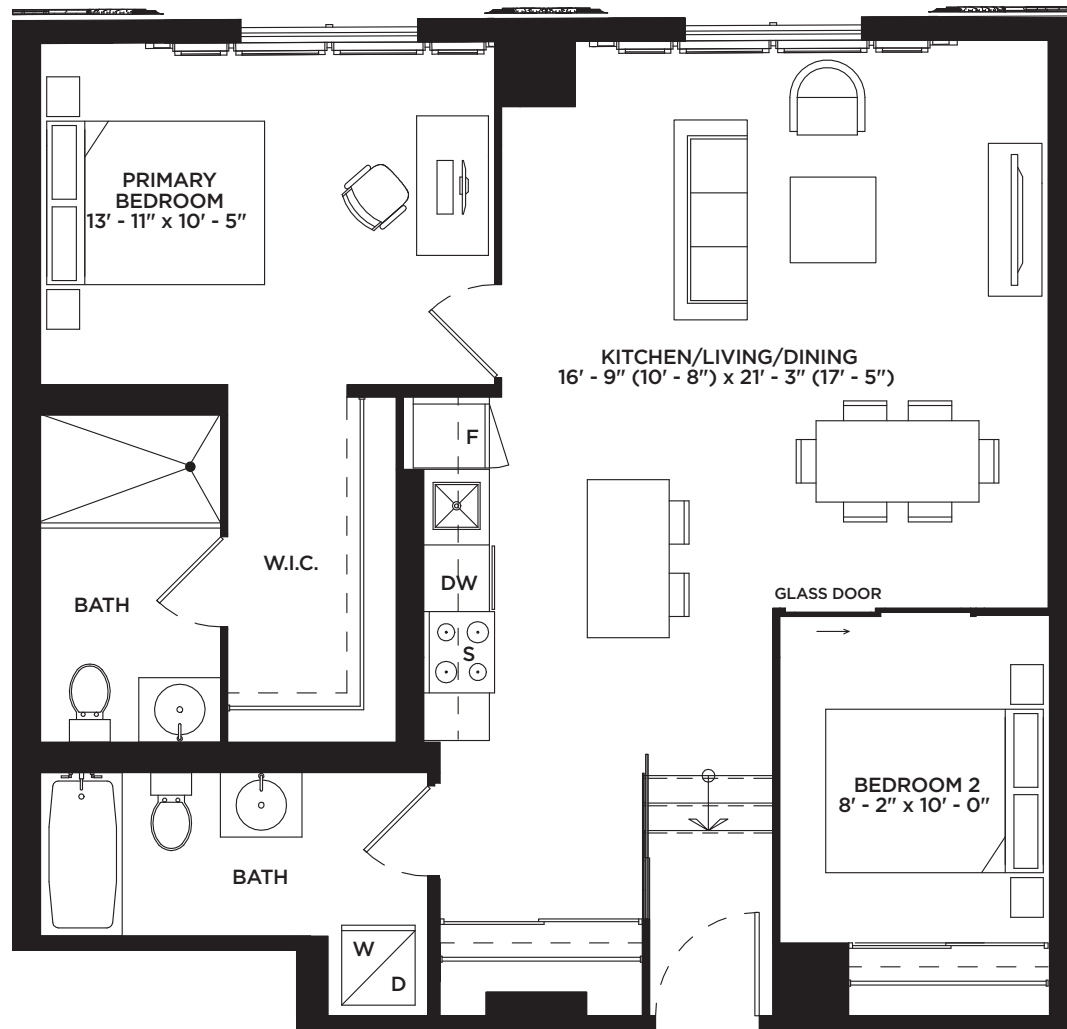 PRIMARY
BEDROOM
13' - 11" x 10' - 5"
KITCHEN/LIVING/DINING
16' - 9" (10' - 8") x 21' - 3" (17' - 5")
F
W.I.C.
DW
BATH
GLASS DOOR
S
BEDROOM 2
8' - 2" x 10' - 0"
BATH
W
D